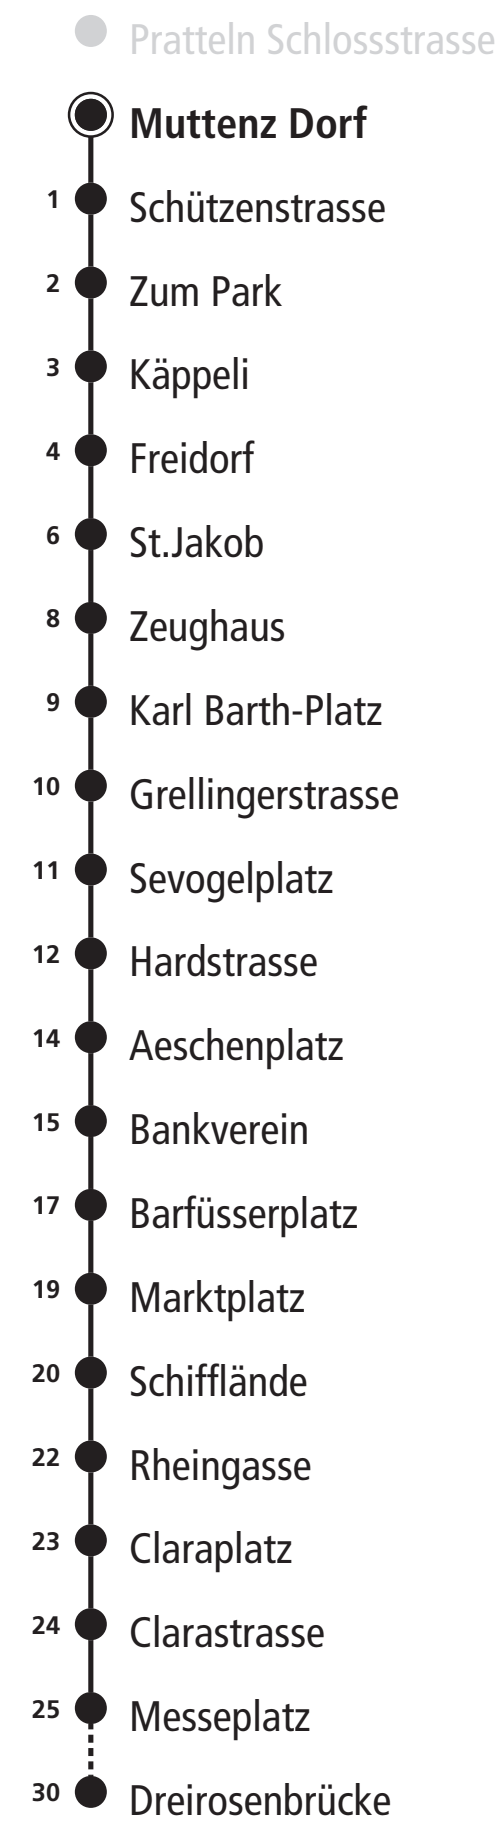 Pratteln Schlossstrasse
Muttenz Dorf
1 Schützenstrasse
2 Zum Park
3 Käppeli
4 Freidorf
6 St.Jakob
8 Zeughaus
9 Karl Barth-Platz
10 Grellingerstrasse
11 Sevogelplatz
12 Hardstrasse
14 Aeschenplatz
15 Bankverein
17 Barfüsserplatz
19 Marktplatz
20 Schifflände
22 Rheingasse
23 Claraplatz
24 Clarastrasse
25 Messeplatz
30 Dreirosenbrücke